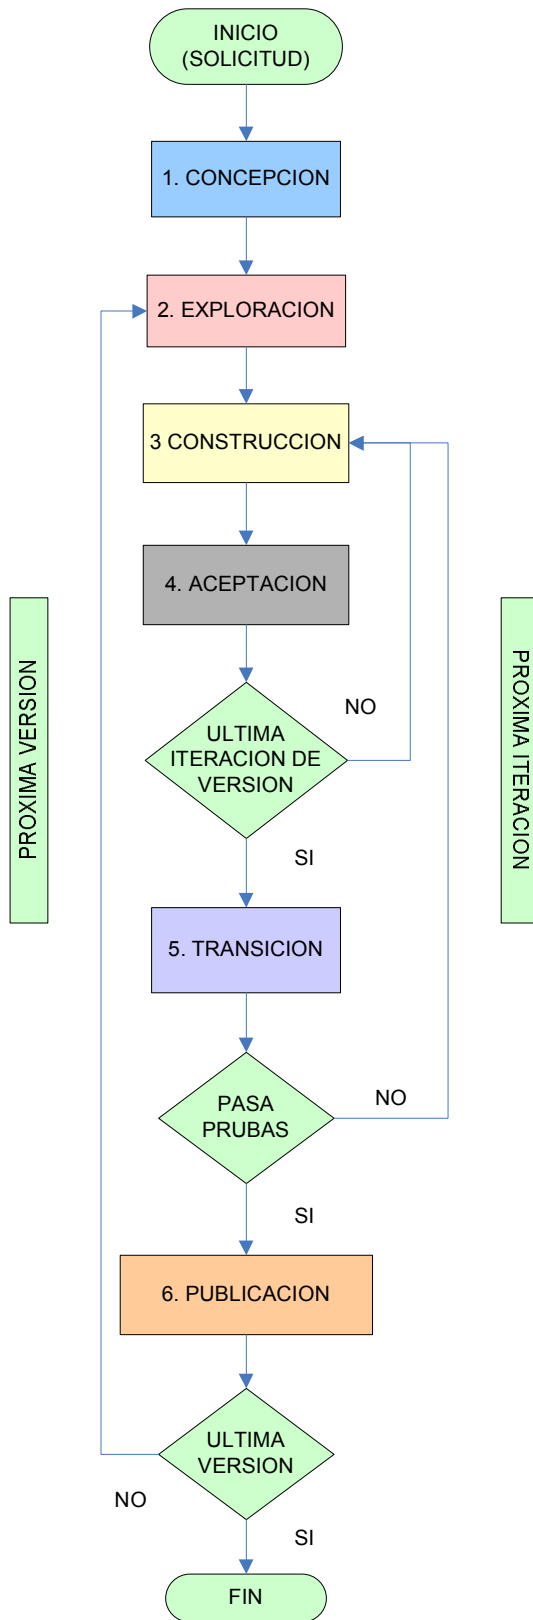 INICIO
(SOLICITUD)
1. CONCEPCION
2. EXPLORACION
3 CONSTRUCCION
4. ACEPTACION
PROXIMA VERSION
PROXIMA ITERACION
NO
ULTIMA
ITERACION DE
VERSION
SI
5. TRANSICION
NO
PASA
PRUBAS
SI
6. PUBLICACION
ULTIMA
VERSION
NO
SI
FIN